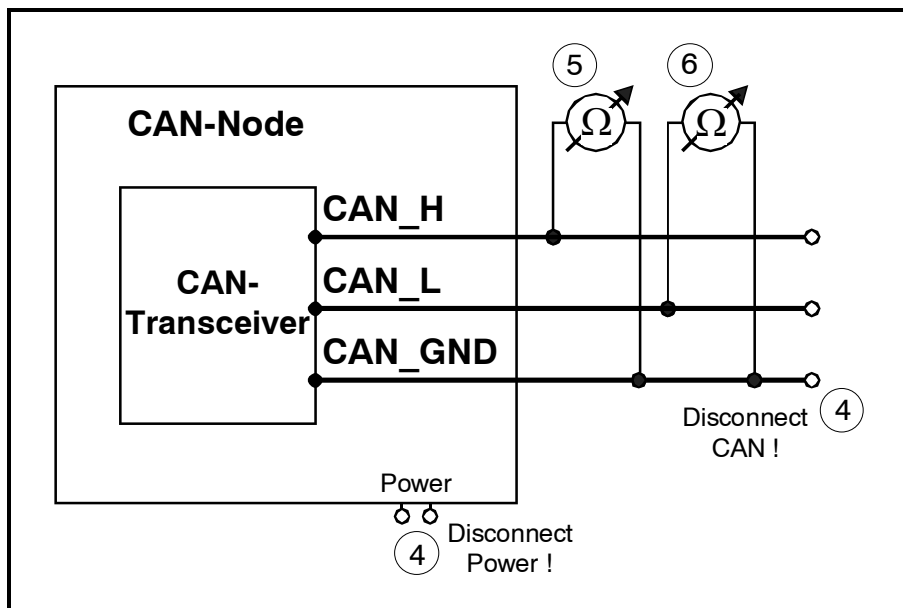 5
6
Ω
Ω
CAN-Node
CAN_H
CAN-
Transceiver
CAN_L
CAN_GND
Disconnect
CAN !
4
Power
4
Disconnect
Power !